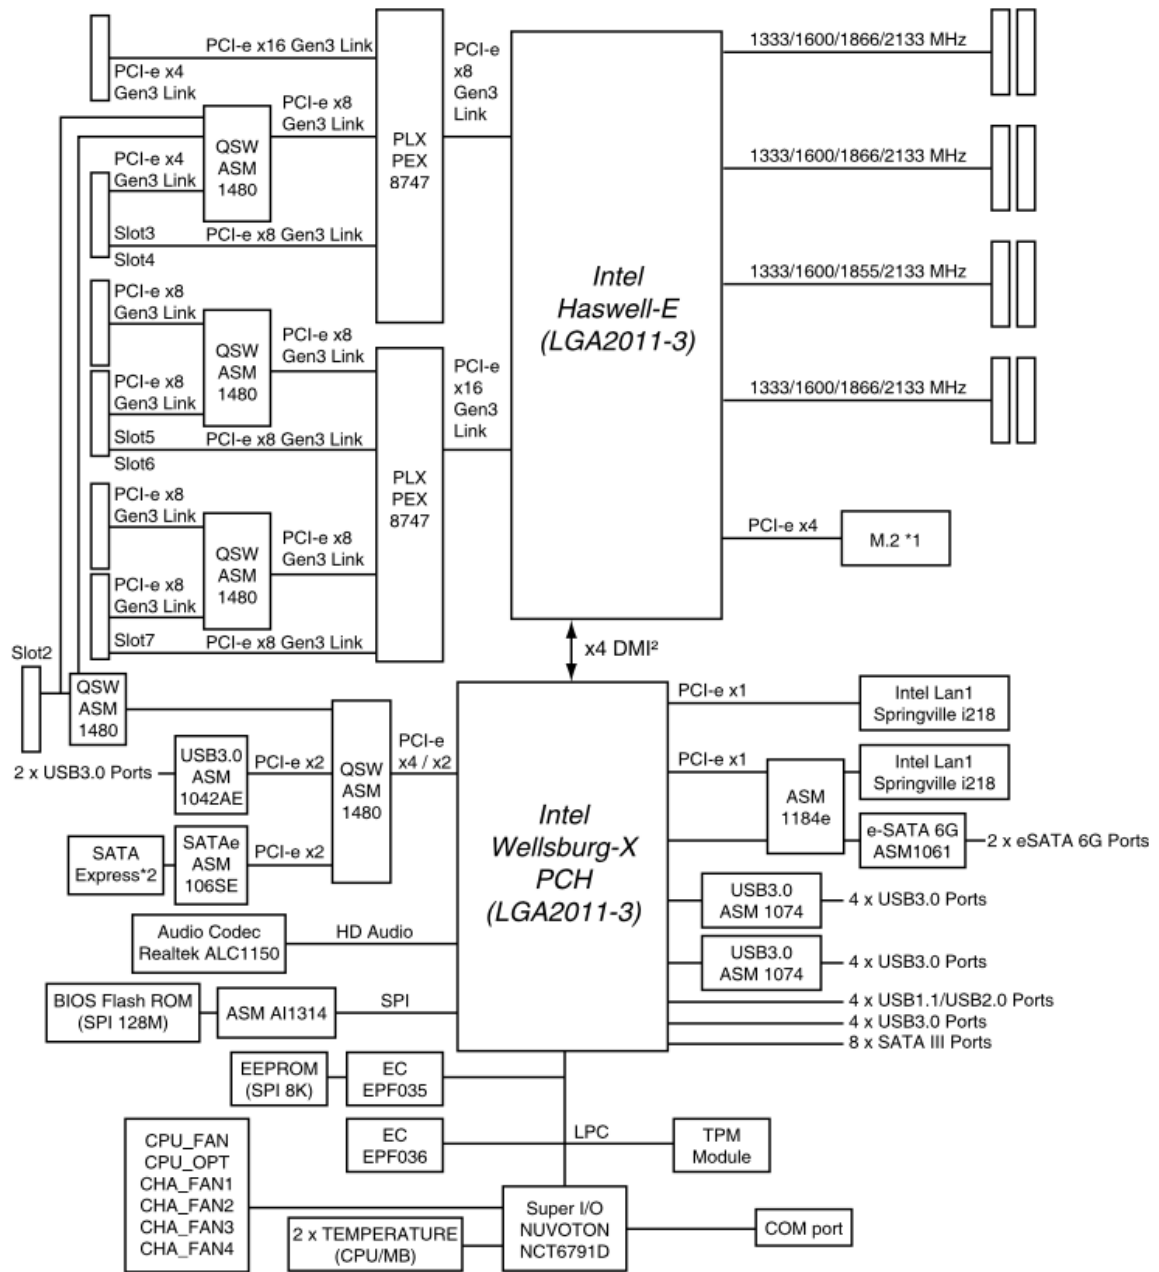 PCI-e x16 Gen3 Link
PCI-e x4
Gen3 Link
PCI-e x8
Gen3 Link
QSW
ASM
1480
PCI-e x4
Gen3 Link
Slot3
PCI-e x8 Gen3 Link
Slot4
PLX
PEX
8747
PCI-e
x8
Gen3
Link
PCI-e x8
Gen3 Link
QSW
ASM
1480
PCI-e x8
Gen3 Link
PCI-e x8
Gen3 Link
Slot5
PCI-e x8 Gen3 Link
Slot6
PCI-e x8
Gen3 Link
QSW
ASM
1480
PCI-e x8
Gen3 Link
PCI-e x8
Gen3 Link
Slot7
PCI-e x8 Gen3 Link
PLX
PEX
8747
PCI-e
x16
Gen3
Link
Intel
Haswell-E
(LGA2011-3)
1333/1600/1866/2133 MHz
1333/1600/1866/2133 MHz
1333/1600/1855/2133 MHz
1333/1600/1866/2133 MHz
PCI-e x4
M.2 *1
x4 DMI²
Slot2
QSW
ASM
1480
2 x USB3.0 Ports
USB3.0
ASM
1042AE
PCI-e x2
QSW
ASM
1480
PCI-e
x4 / x2
SATA
Express*2
SATAe
ASM
106SE
PCI-e x2
Audio Codec
Realtek ALC1150
HD Audio
BIOS Flash ROM
(SPI 128M)
ASM AI1314
SPI
Intel
Wellsburg-X
PCH
(LGA2011-3)
PCI-e x1
Intel Lan1
Springville i218
PCI-e x1
ASM
1184e
Intel Lan1
Springville i218
e-SATA 6G
ASM1061
2 x eSATA 6G Ports
USB3.0
ASM 1074
4 x USB3.0 Ports
USB3.0
ASM 1074
4 x USB3.0 Ports
4 x USB1.1/USB2.0 Ports
4 x USB3.0 Ports
8 x SATA III Ports
EEPROM
(SPI 8K)
EC
EPF035
EC
EPF036
LPC
TPM
Module
CPU_FAN
CPU_OPT
CHA_FAN1
CHA_FAN2
CHA_FAN3
CHA_FAN4
2 x TEMPERATURE
(CPU/MB)
Super I/O
NUVOTON
NCT6791D
COM port